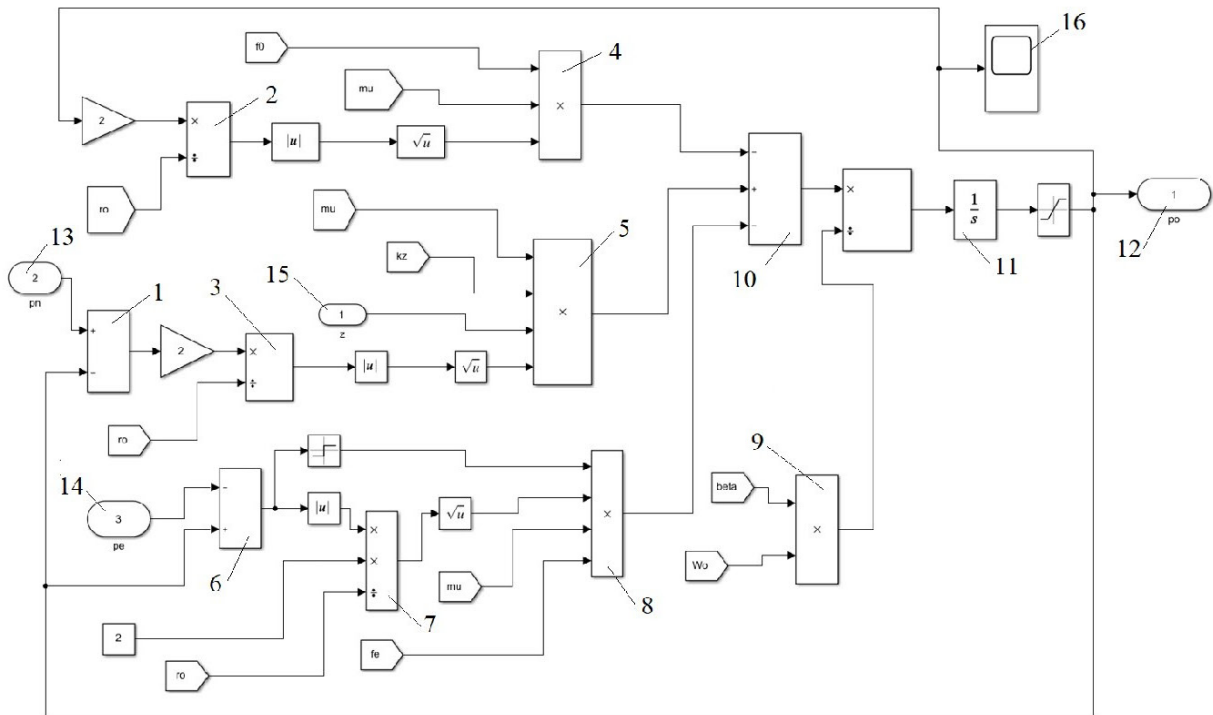 f0
4
16
mu
×
2
2
×
÷
|u|
√u
ro
−
+
−
10
×
÷
1/s
11
1
po
12
mu
kz
5
×
13
2
pn
15
1
z
1
+
−
2
3
×
÷
|u|
√u
ro
14
3
pe
−
+
6
|u|
×
×
÷
7
√u
mu
×
8
9
beta
×
Wo
2
ro
fe